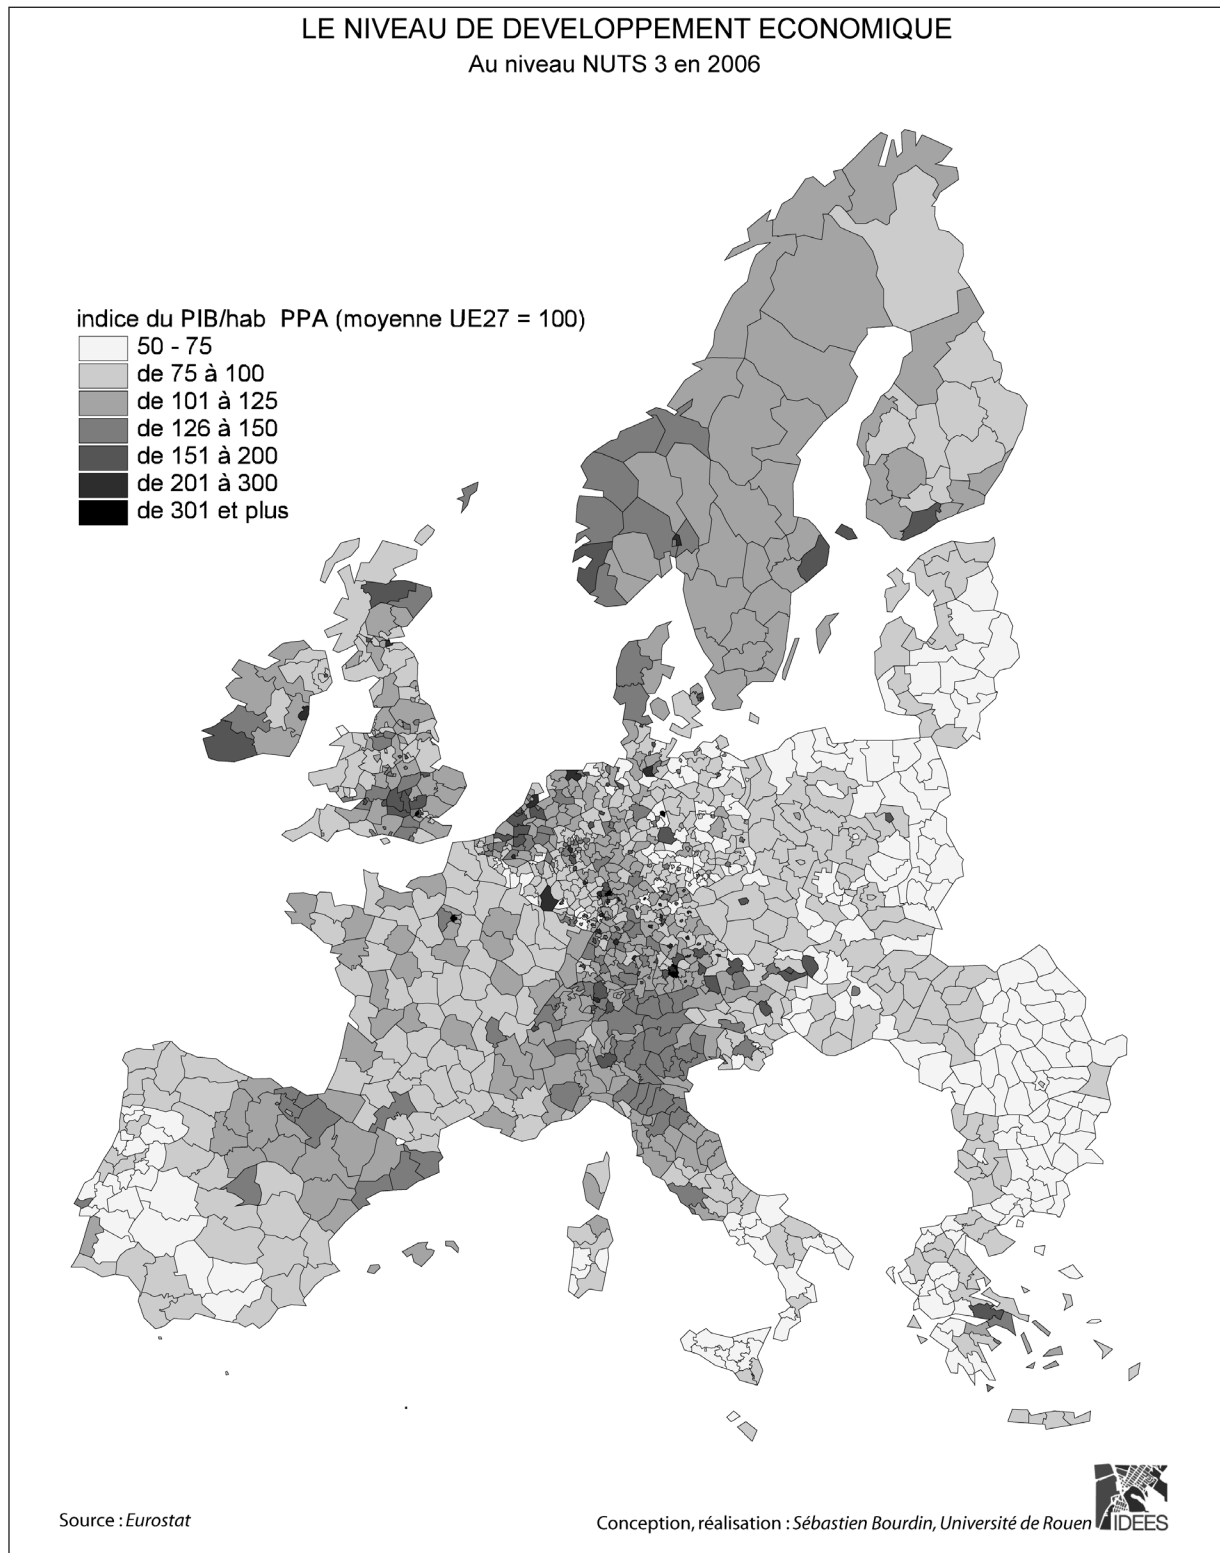 LE NIVEAU DE DEVELOPPEMENT ECONOMIQUE
Au niveau NUTS 3 en 2006
indice du PIB/hab PPA (moyenne UE27 = 100)
50 - 75
de 75 à 100
de 101 à 125
de 126 à 150
de 151 à 200
de 201 à 300
de 301 et plus
Source : Eurostat
Conception, réalisation : Sébastien Bourdin, Université de Rouen
IDEES